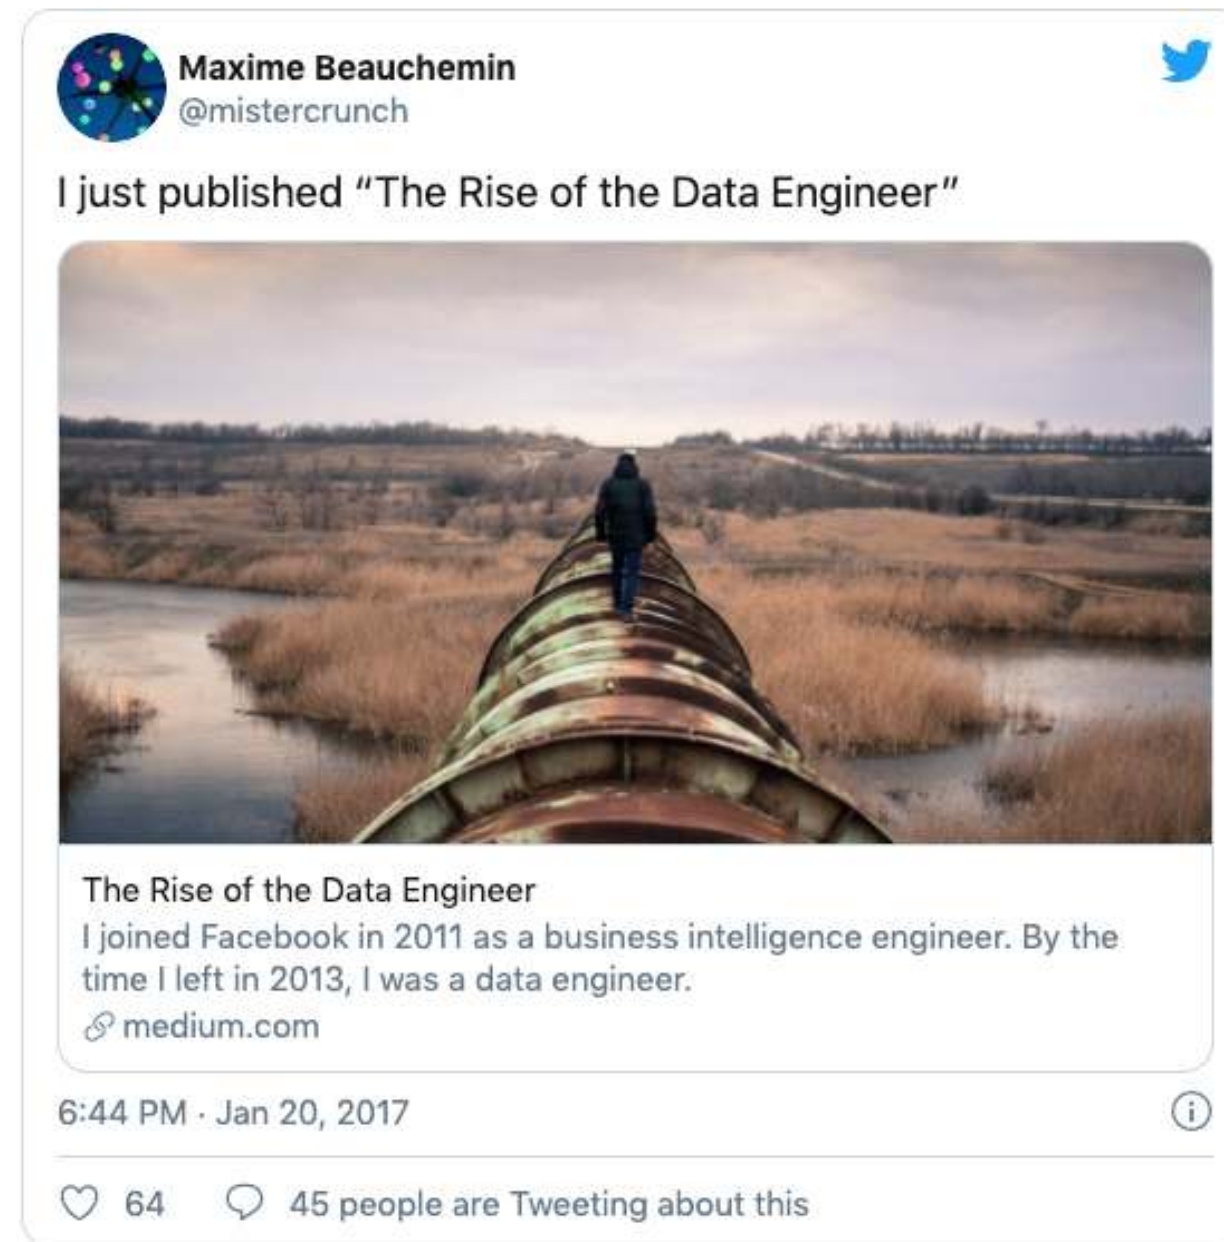 Maxime Beauchemin
@mistercrunch
I just published “The Rise of the Data Engineer”
The Rise of the Data Engineer
I joined Facebook in 2011 as a business intelligence engineer. By the
time I left in 2013, I was a data engineer.
medium.com
6:44 PM · Jan 20, 2017
64
45 people are Tweeting about this